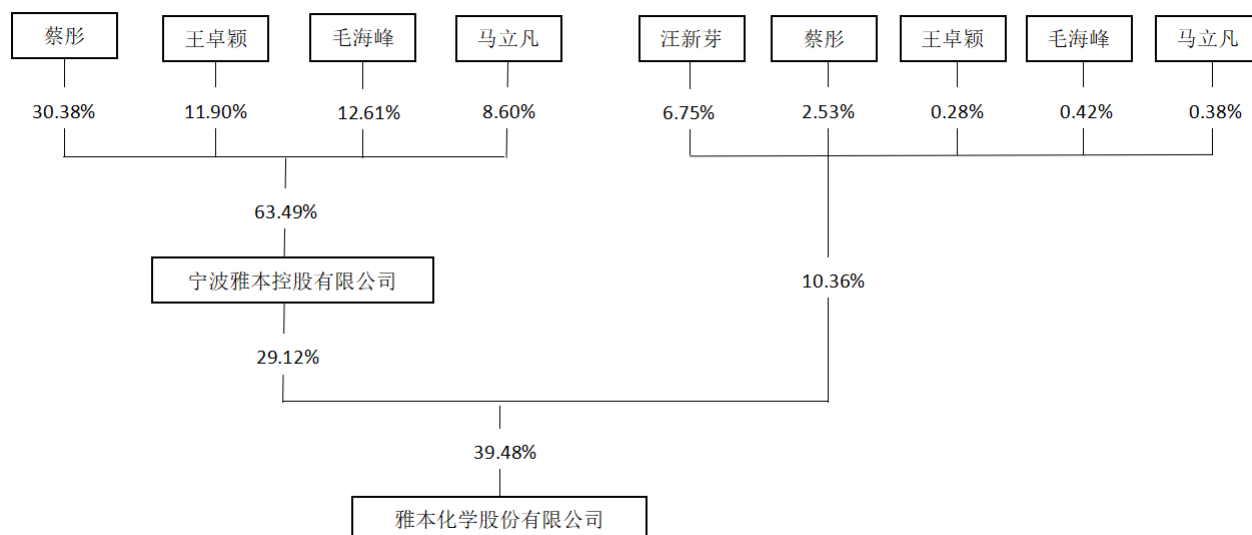 蔡彤 王卓颖 毛海峰 马立凡 汪新芽 蔡彤 王卓颖 毛海峰 马立凡
30.38% 11.90% 12.61% 8.60% 6.75% 2.53% 0.28% 0.42% 0.38%
63.49%
宁波雅本控股有限公司 10.36%
29.12%
39.48%
雅本化学股份有限公司